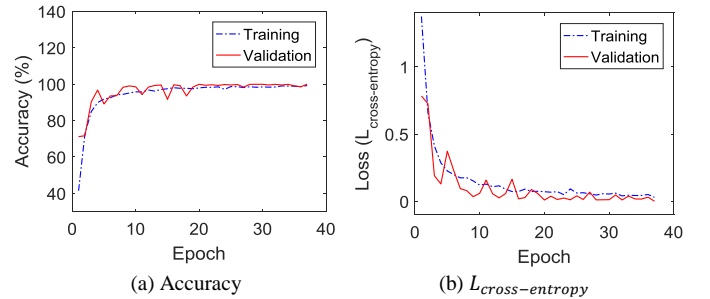 140
120
100
80
60
40
Accuracy (%)
0
10
20
30
40
Epoch
Training
Validation
(a) Accuracy
1
0.5
0
Loss (L_cross-entropy)
0
10
20
30
40
Epoch
Training
Validation
(b) L_cross−entropy